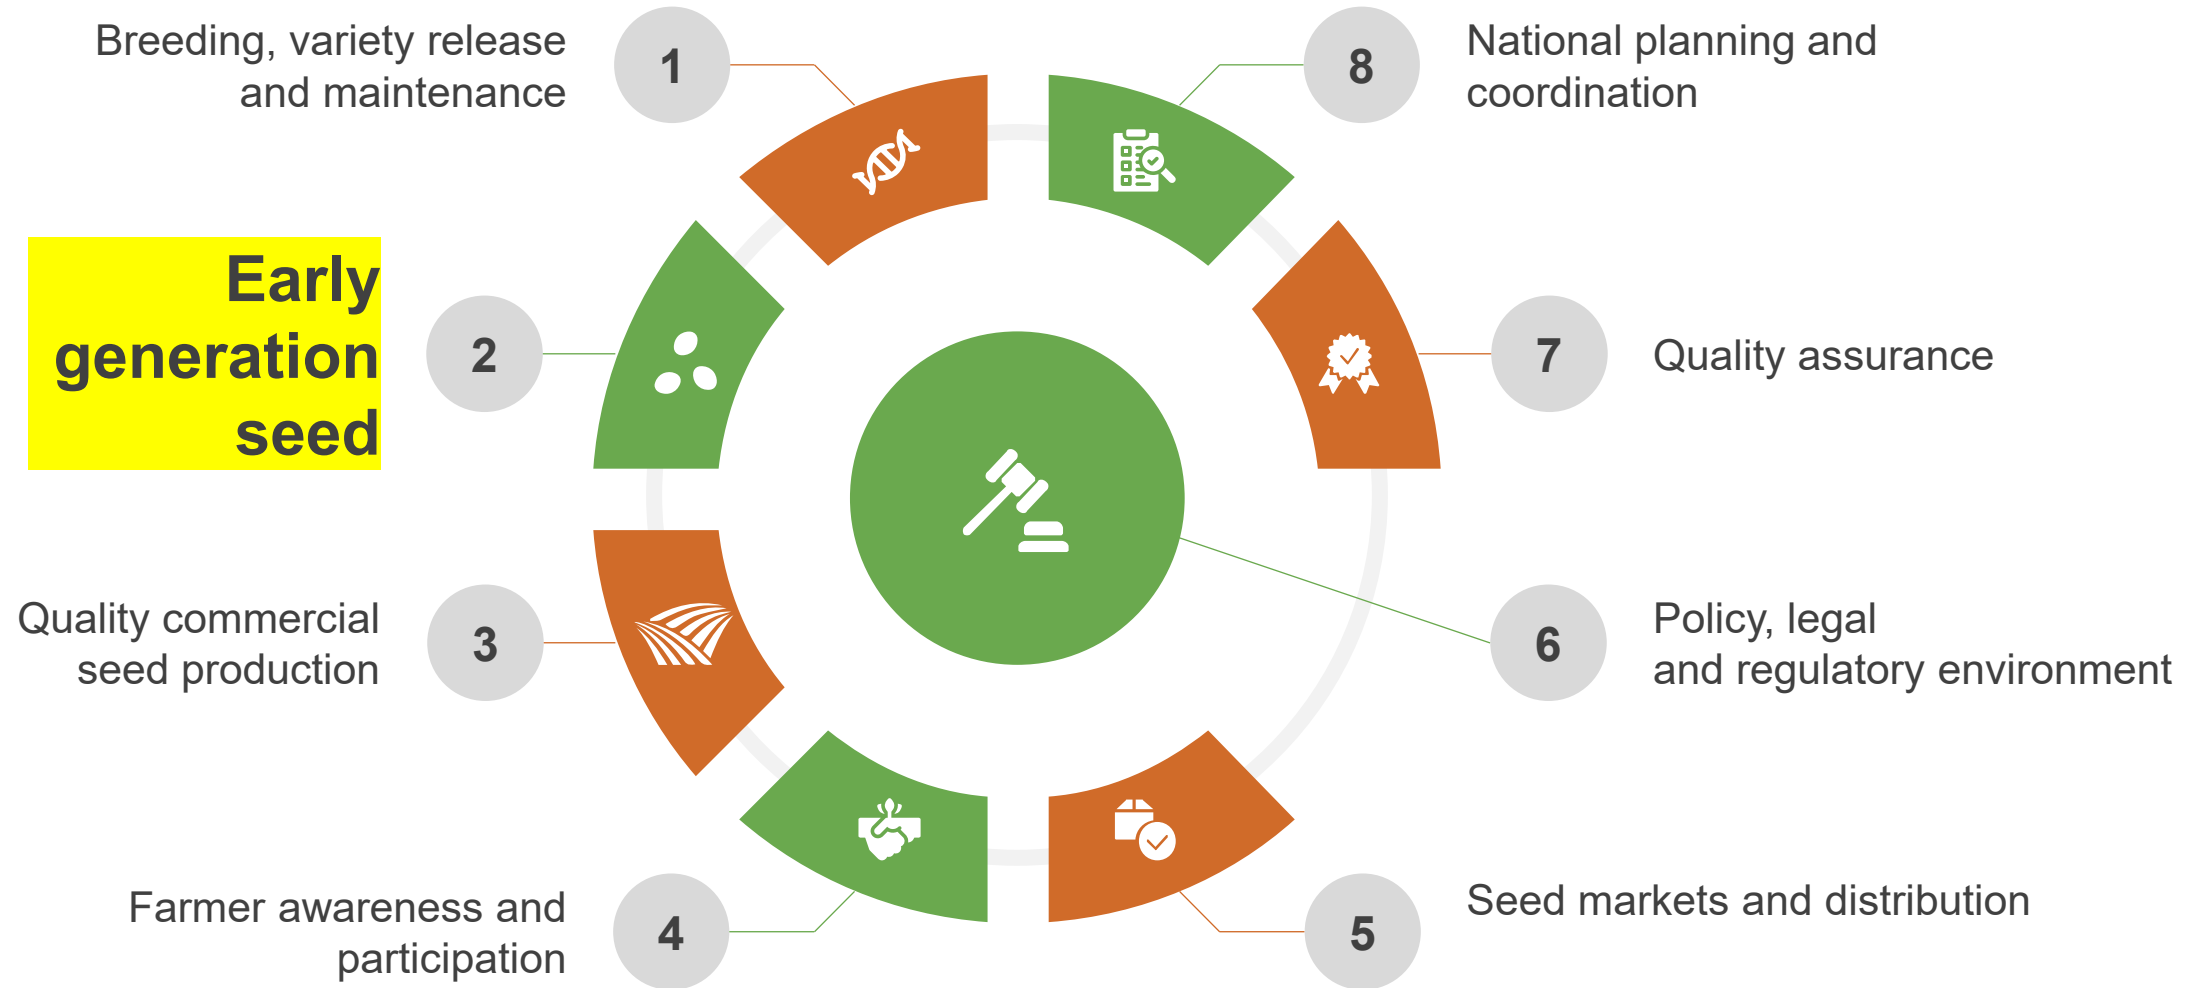 1
Breeding, variety release
and maintenance
2
Early
generation
seed
3
Quality commercial
seed production
4
Farmer awareness and
participation
5
Seed markets and distribution
6
Policy, legal
and regulatory environment
7
Quality assurance
8
National planning and
coordination